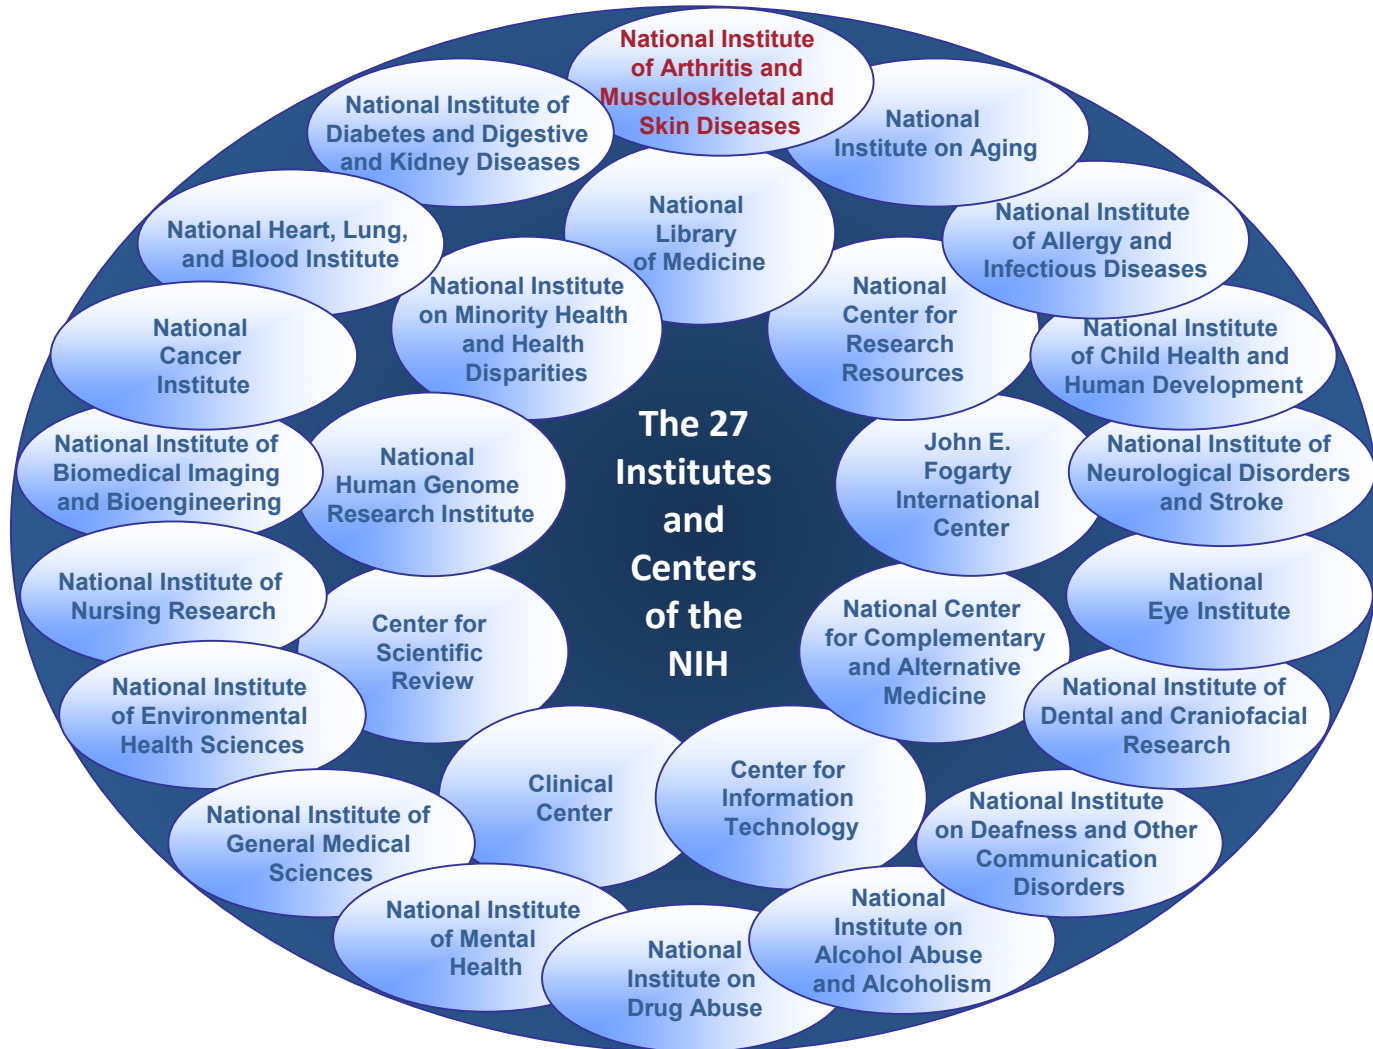 National Institute
of Arthritis and
Musculoskeletal and
Skin Diseases
National
Institute on Aging
National Institute
of Allergy and
Infectious Diseases
National Institute
of Child Health and
Human Development
National Institute of
Neurological Disorders
and Stroke
National
Eye Institute
National Institute of
Dental and Craniofacial
Research
National Institute
on Deafness and Other
Communication
Disorders
National
Institute on
Alcohol Abuse
and Alcoholism
National
Institute on
Drug Abuse
National Institute
of Mental
Health
National Institute of
General Medical
Sciences
National Institute
of Environmental
Health Sciences
National Institute of
Nursing Research
National Institute of
Biomedical Imaging
and Bioengineering
National
Cancer
Institute
National Heart, Lung,
and Blood Institute
National Institute of
Diabetes and Digestive
and Kidney Diseases
National
Library
of Medicine
National
Center for
Research
Resources
John E.
Fogarty
International
Center
National Center
for Complementary
and Alternative
Medicine
Center for
Information
Technology
Clinical
Center
Center for
Scientific
Review
National
Human Genome
Research Institute
National Institute
on Minority Health
and Health
Disparities
The 27
Institutes
and
Centers
of the
NIH